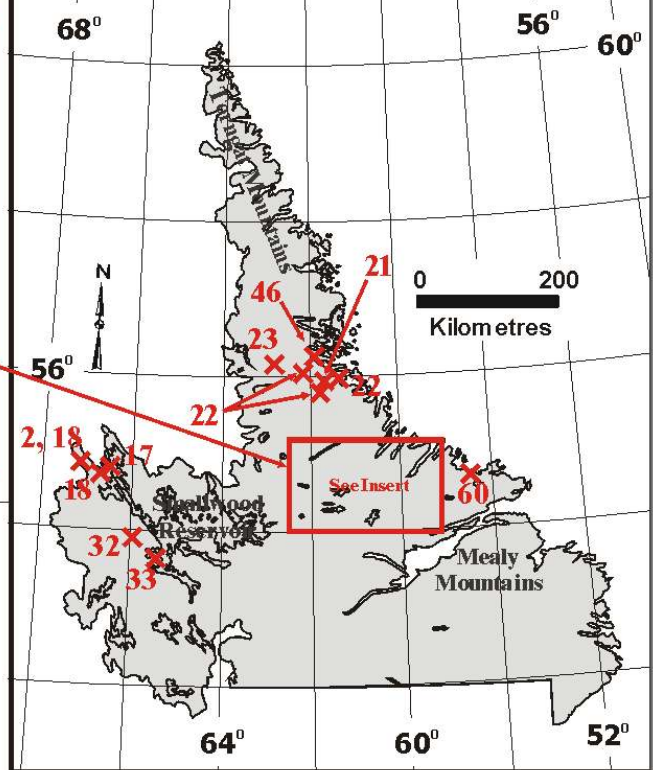 68°
56°
60°
Torngat Mountains
N
21
0 200
Kilometres
46
23
56°
22
22
2, 18
17
18
Smallwood
Reservoir
See Insert
60
32
33
Mealy
Mountains
64°
60°
52°